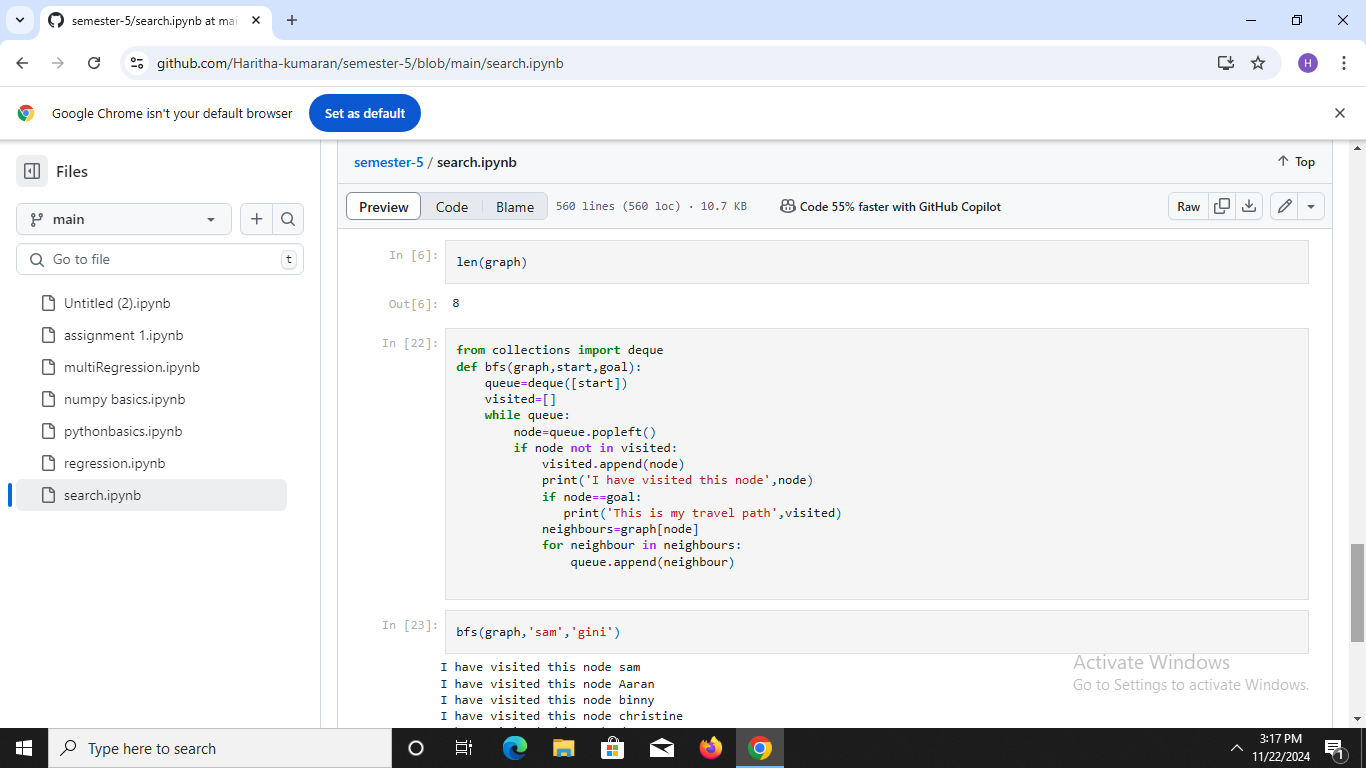 semester-5/search.ipynb at mai
github.com/Haritha-kumaran/semester-5/blob/main/search.ipynb
H
Google Chrome isn't your default browser
Set as default
Files
main
Go to file
t
Untitled (2).ipynb
assignment 1.ipynb
multiRegression.ipynb
numpy basics.ipynb
pythonbasics.ipynb
regression.ipynb
search.ipynb
semester-5 / search.ipynb
Top
Preview Code Blame 560 lines (560 loc) · 10.7 KB Code 55% faster with GitHub Copilot Raw
In [6]: len(graph)
Out[6]: 8
In [22]: from collections import deque
def bfs(graph,start,goal):
    queue=deque([start])
    visited=[]
    while queue:
        node=queue.popleft()
        if node not in visited:
            visited.append(node)
            print('I have visited this node',node)
            if node==goal:
               print('This is my travel path',visited)
            neighbours=graph[node]
            for neighbour in neighbours:
                queue.append(neighbour)
In [23]: bfs(graph,'sam','gini')
I have visited this node sam
I have visited this node Aaran
I have visited this node binny
I have visited this node christine
Activate Windows
Go to Settings to activate Windows.
Type here to search
3:17 PM
11/22/2024
1